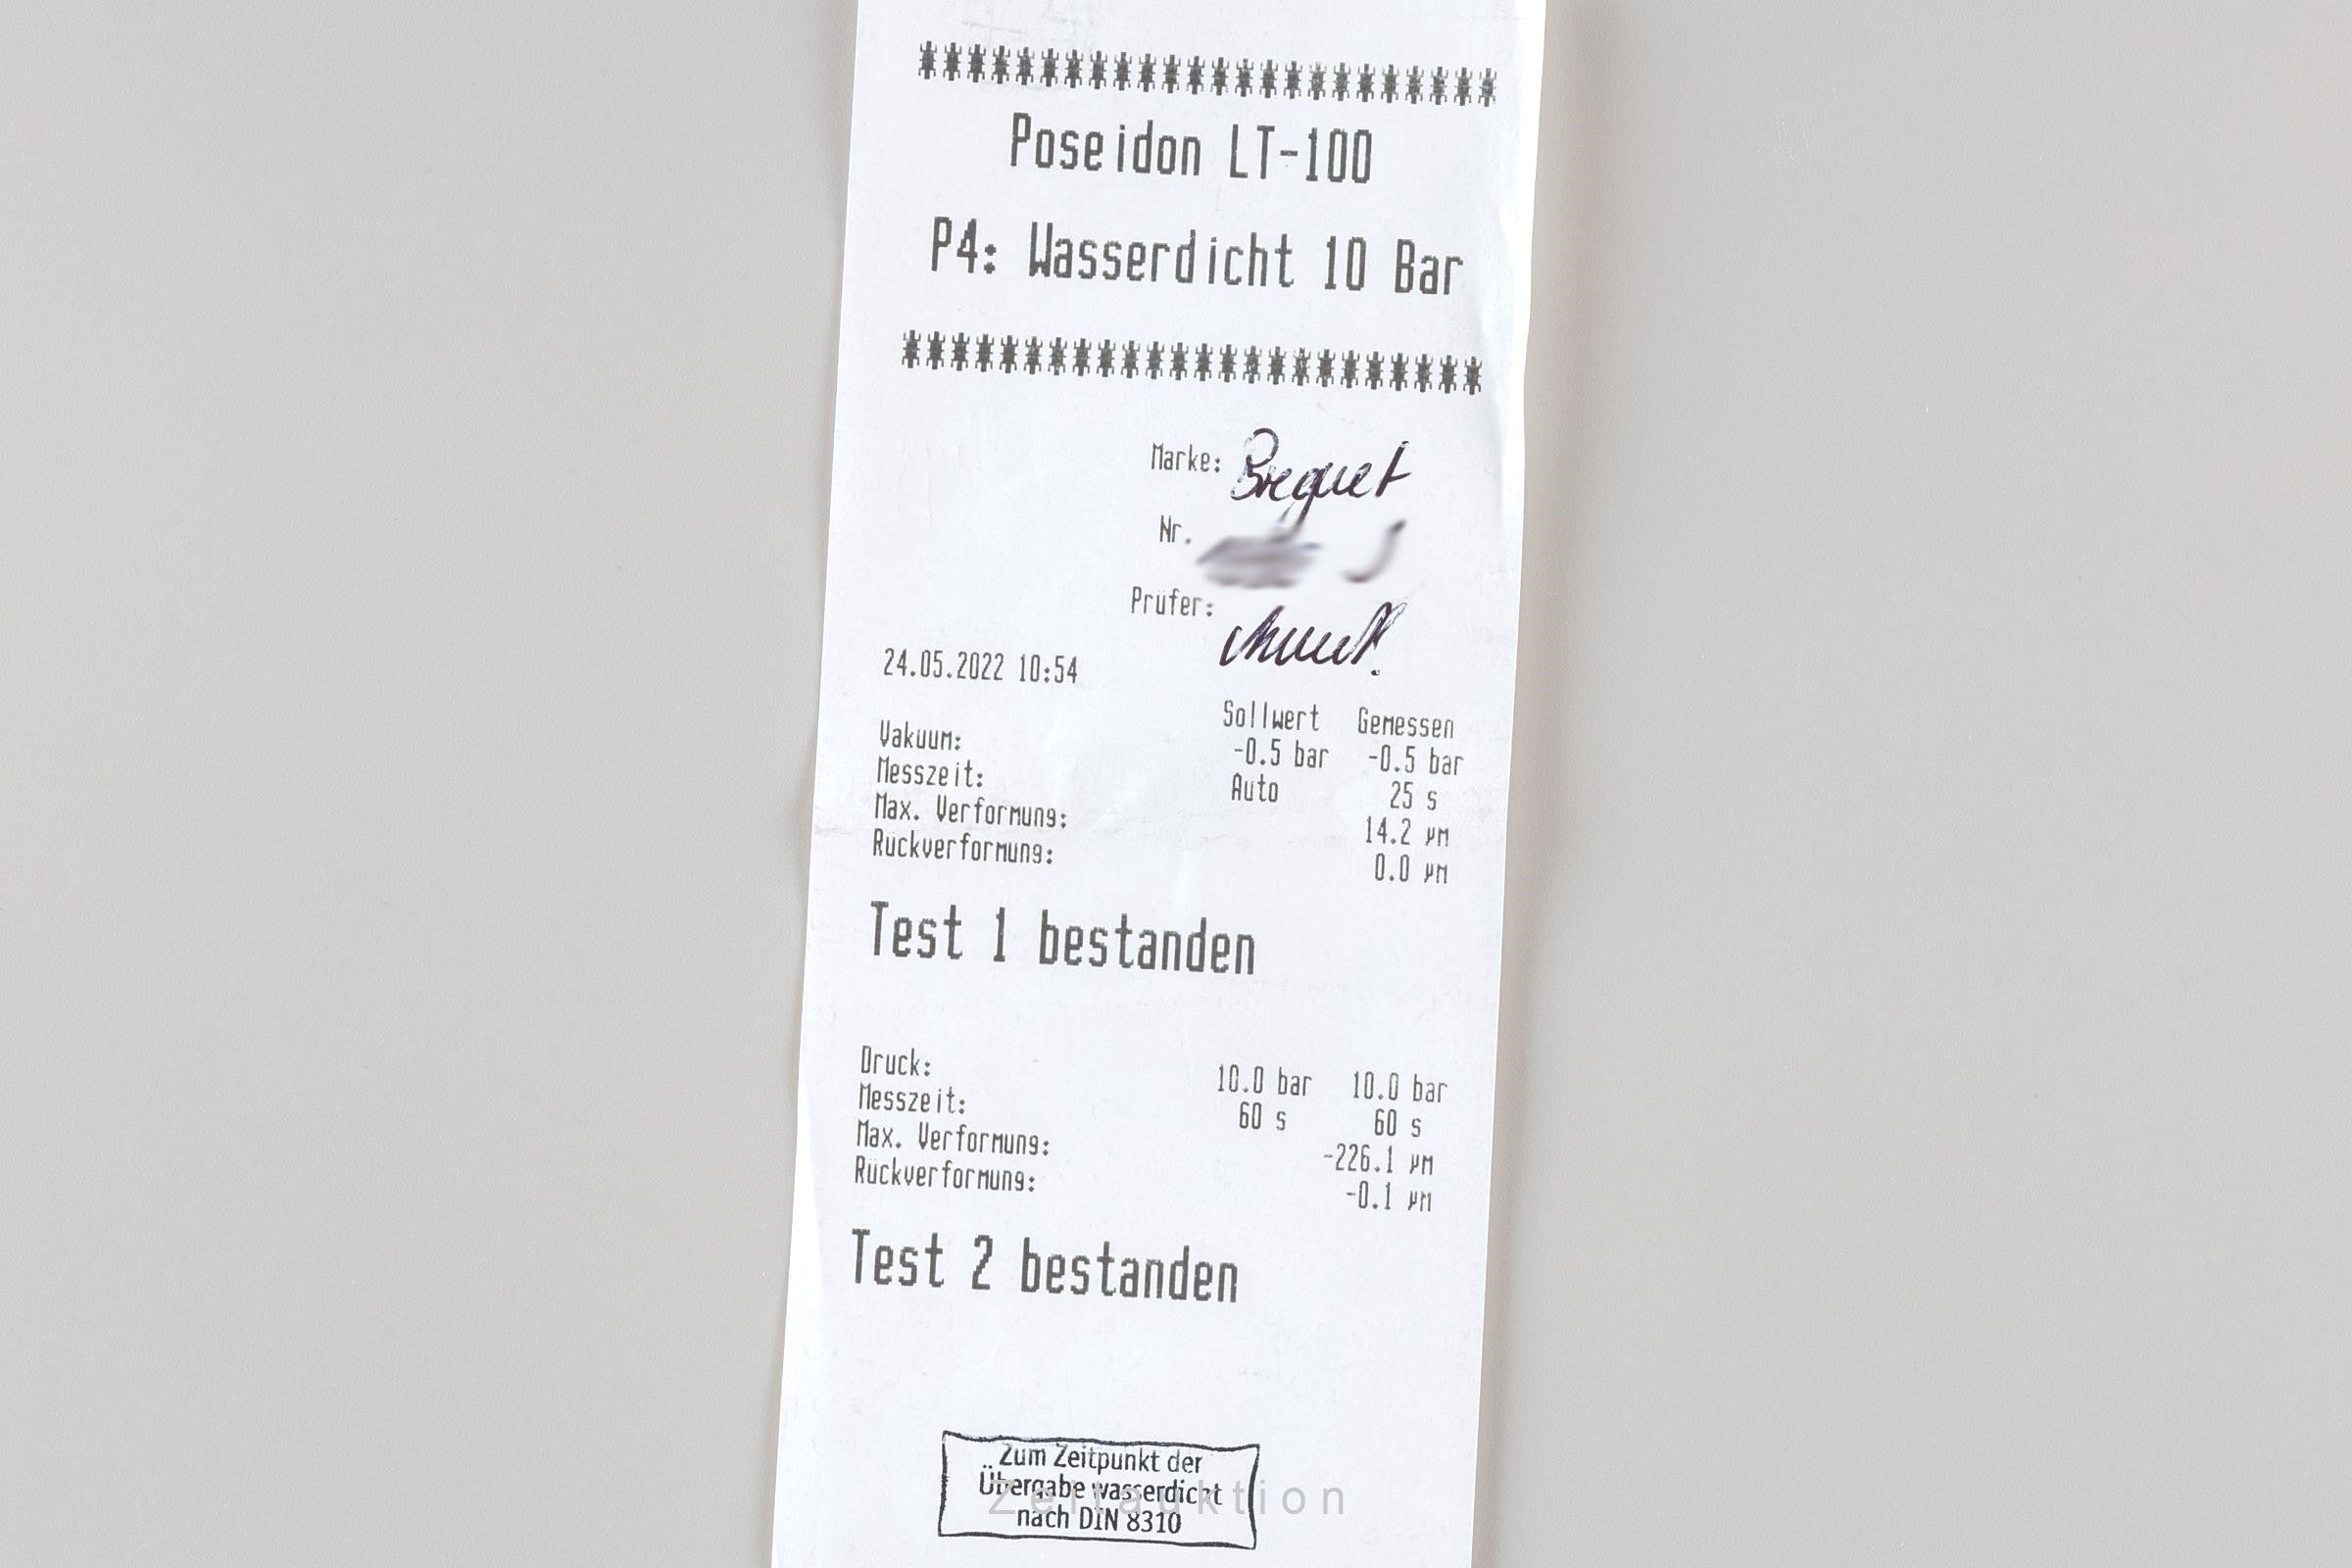 ************************
Poseidon LT-100
P4: Wasserdicht 10 Bar
************************
Marke: Breguet
Nr.
Prüfer:
24.05.2022 10:54
Sollwert Gemessen
Vakuum: -0.5 bar -0.5 bar
Messzeit: Auto 25 s
Max. Verformung: 14.2 µm
Rückverformung: 0.0 µm
Test 1 bestanden
Druck: 10.0 bar 10.0 bar
Messzeit: 60 s 60 s
Max. Verformung: -226.1 µm
Rückverformung: -0.1 µm
Test 2 bestanden
Zum Zeitpunkt der
Übergabe wasserdicht
nach DIN 8310
Zeitauktion